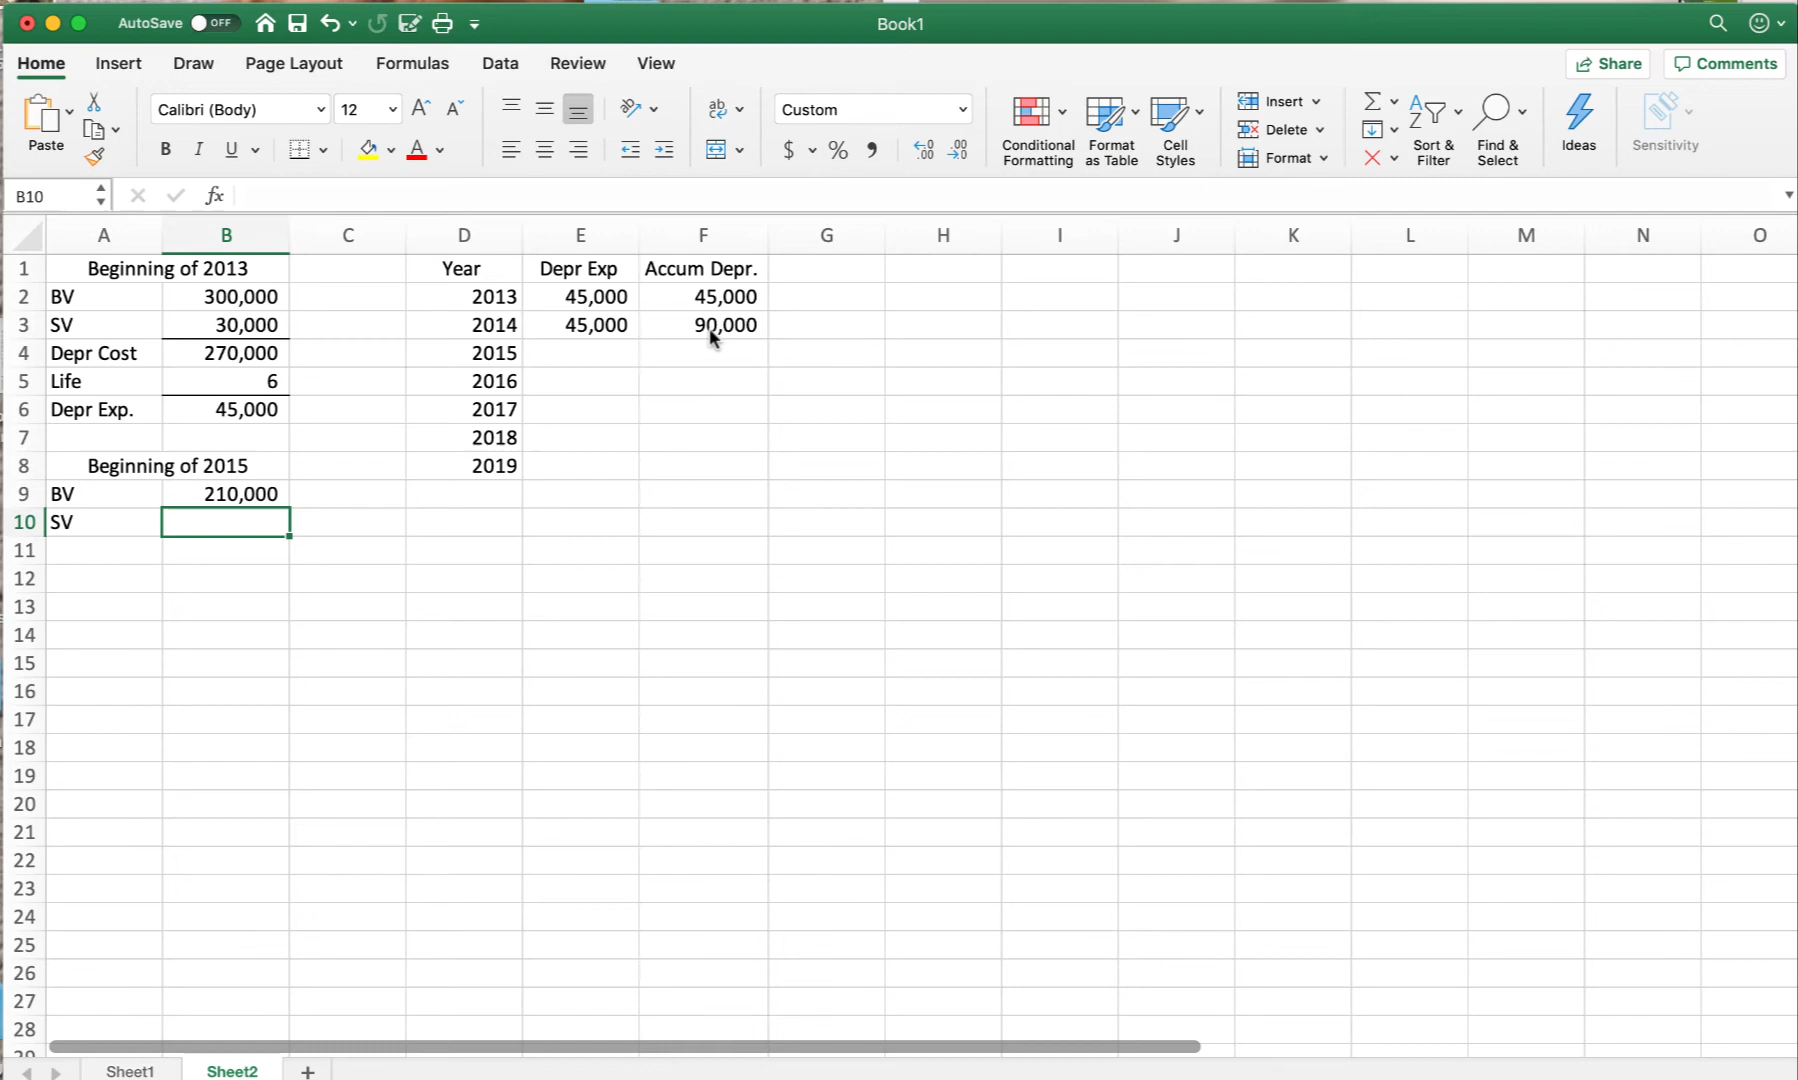 AutoSave OFF Book1
Home Insert Draw Page Layout Formulas Data Review View Share Comments
Paste Calibri (Body) 12 A A ab Custom Conditional Formatting Format as Table Cell Styles Insert Delete Format Sort & Filter Find & Select Ideas Sensitivity
B I U A $ % 9 .00 .0
B10 fx
A B C D E F G H I J K L M N O
1 Beginning of 2013 Year Depr Exp Accum Depr.
2 BV 300,000 2013 45,000 45,000
3 SV 30,000 2014 45,000 90,000
4 Depr Cost 270,000 2015
5 Life 6 2016
6 Depr Exp. 45,000 2017
7 2018
8 Beginning of 2015 2019
9 BV 210,000
10 SV
11
12
13
14
15
16
17
18
19
20
21
22
23
24
25
26
27
28
Sheet1 Sheet2 +